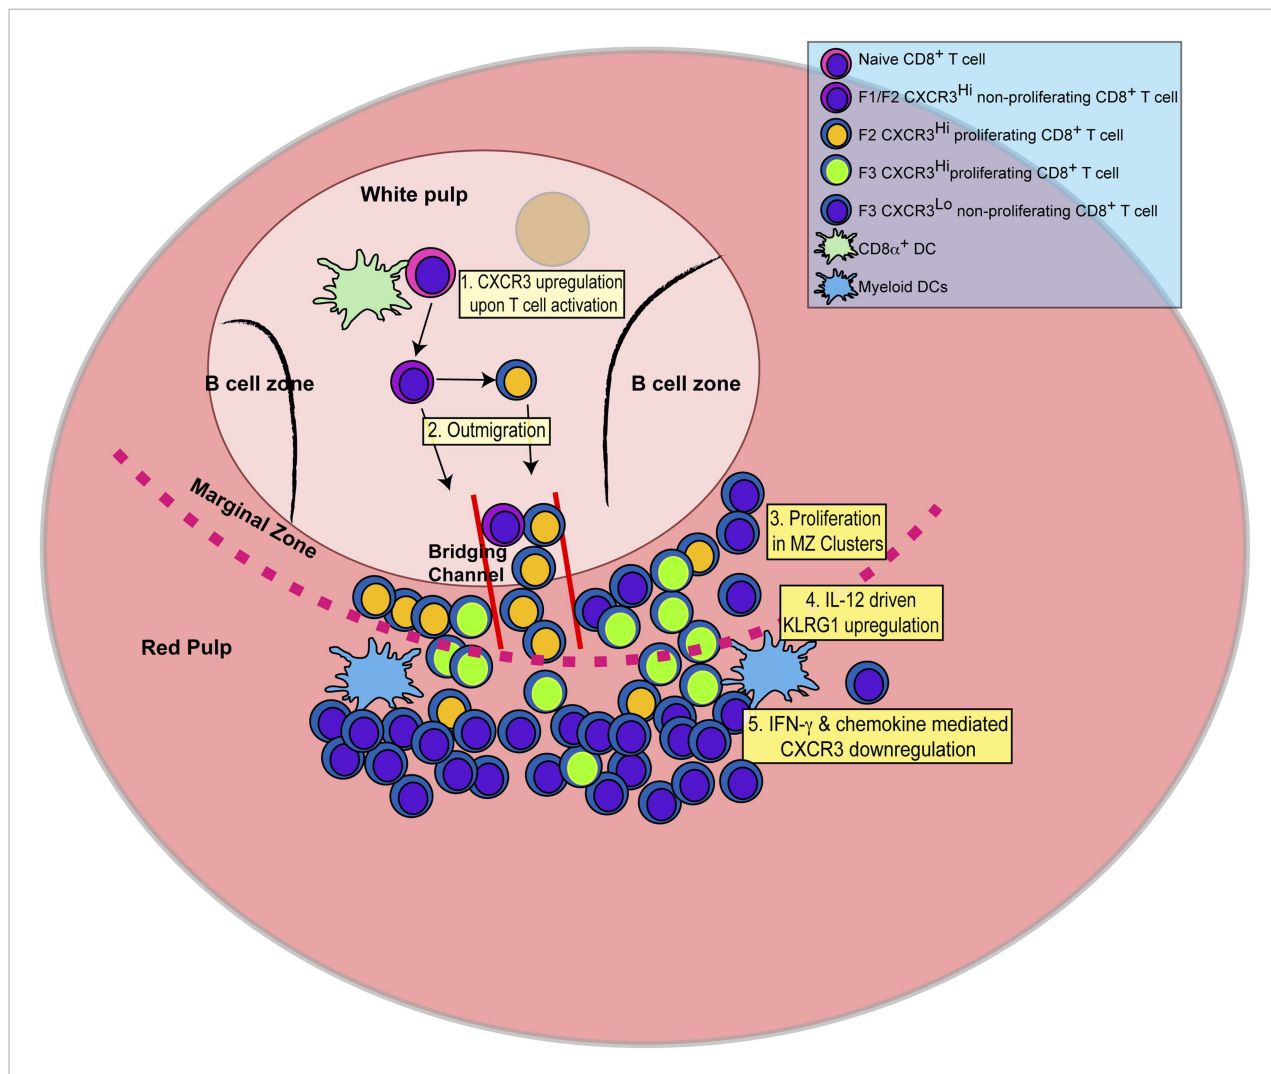 Naive CD8+ T cell
F1/F2 CXCR3Hi non-proliferating CD8+ T cell
F2 CXCR3Hi proliferating CD8+ T cell
F3 CXCR3Hi proliferating CD8+ T cell
F3 CXCR3Lo non-proliferating CD8+ T cell
CD8α+ DC
Myeloid DCs
White pulp
1. CXCR3 upregulation
upon T cell activation
B cell zone
B cell zone
2. Outmigration
Marginal Zone
Bridging
Channel
3. Proliferation
in MZ Clusters
4. IL-12 driven
KLRG1 upregulation
Red Pulp
5. IFN-γ & chemokine mediated
CXCR3 downregulation